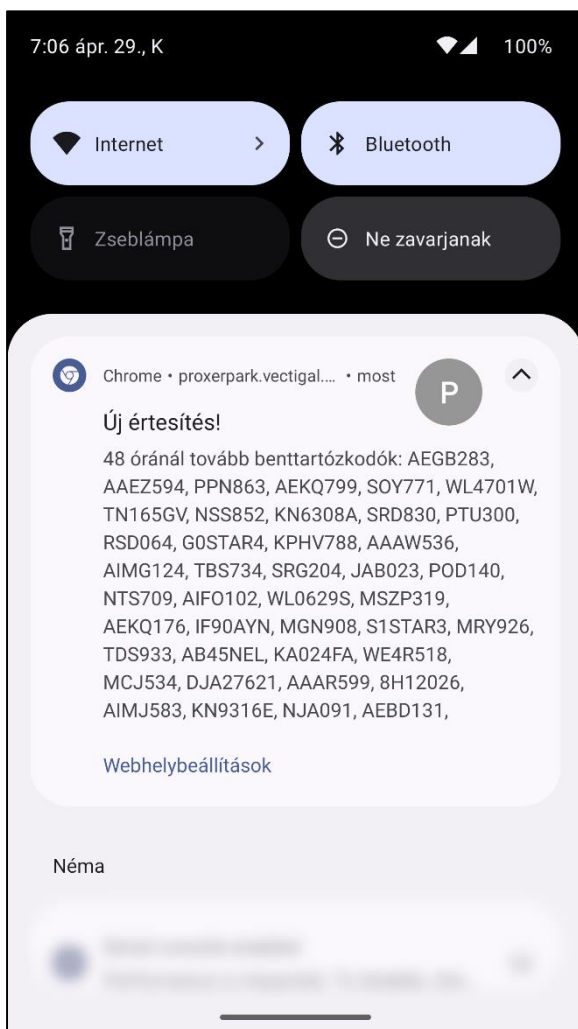 7:06 ápr. 29., K
100%
Internet
Bluetooth
Zseblámpa
Ne zavarjanak
Chrome • proxerpark.vectigal.... • most
P
Új értesítés!
48 óránál tovább benttartózkodók: AEGB283,
AAEZ594, PPN863, AEKQ799, SOY771, WL4701W,
TN165GV, NSS852, KN6308A, SRD830, PTU300,
RSD064, G0STAR4, KPHV788, AAAW536,
AIMG124, TBS734, SRG204, JAB023, POD140,
NTS709, AIFO102, WL0629S, MSZP319,
AEKQ176, IF90AYN, MGN908, S1STAR3, MRY926,
TDS933, AB45NEL, KA024FA, WE4R518,
MCJ534, DJA27621, AAAR599, 8H12026,
AIMJ583, KN9316E, NJA091, AEBD131,
Webhelybeállítások
Néma